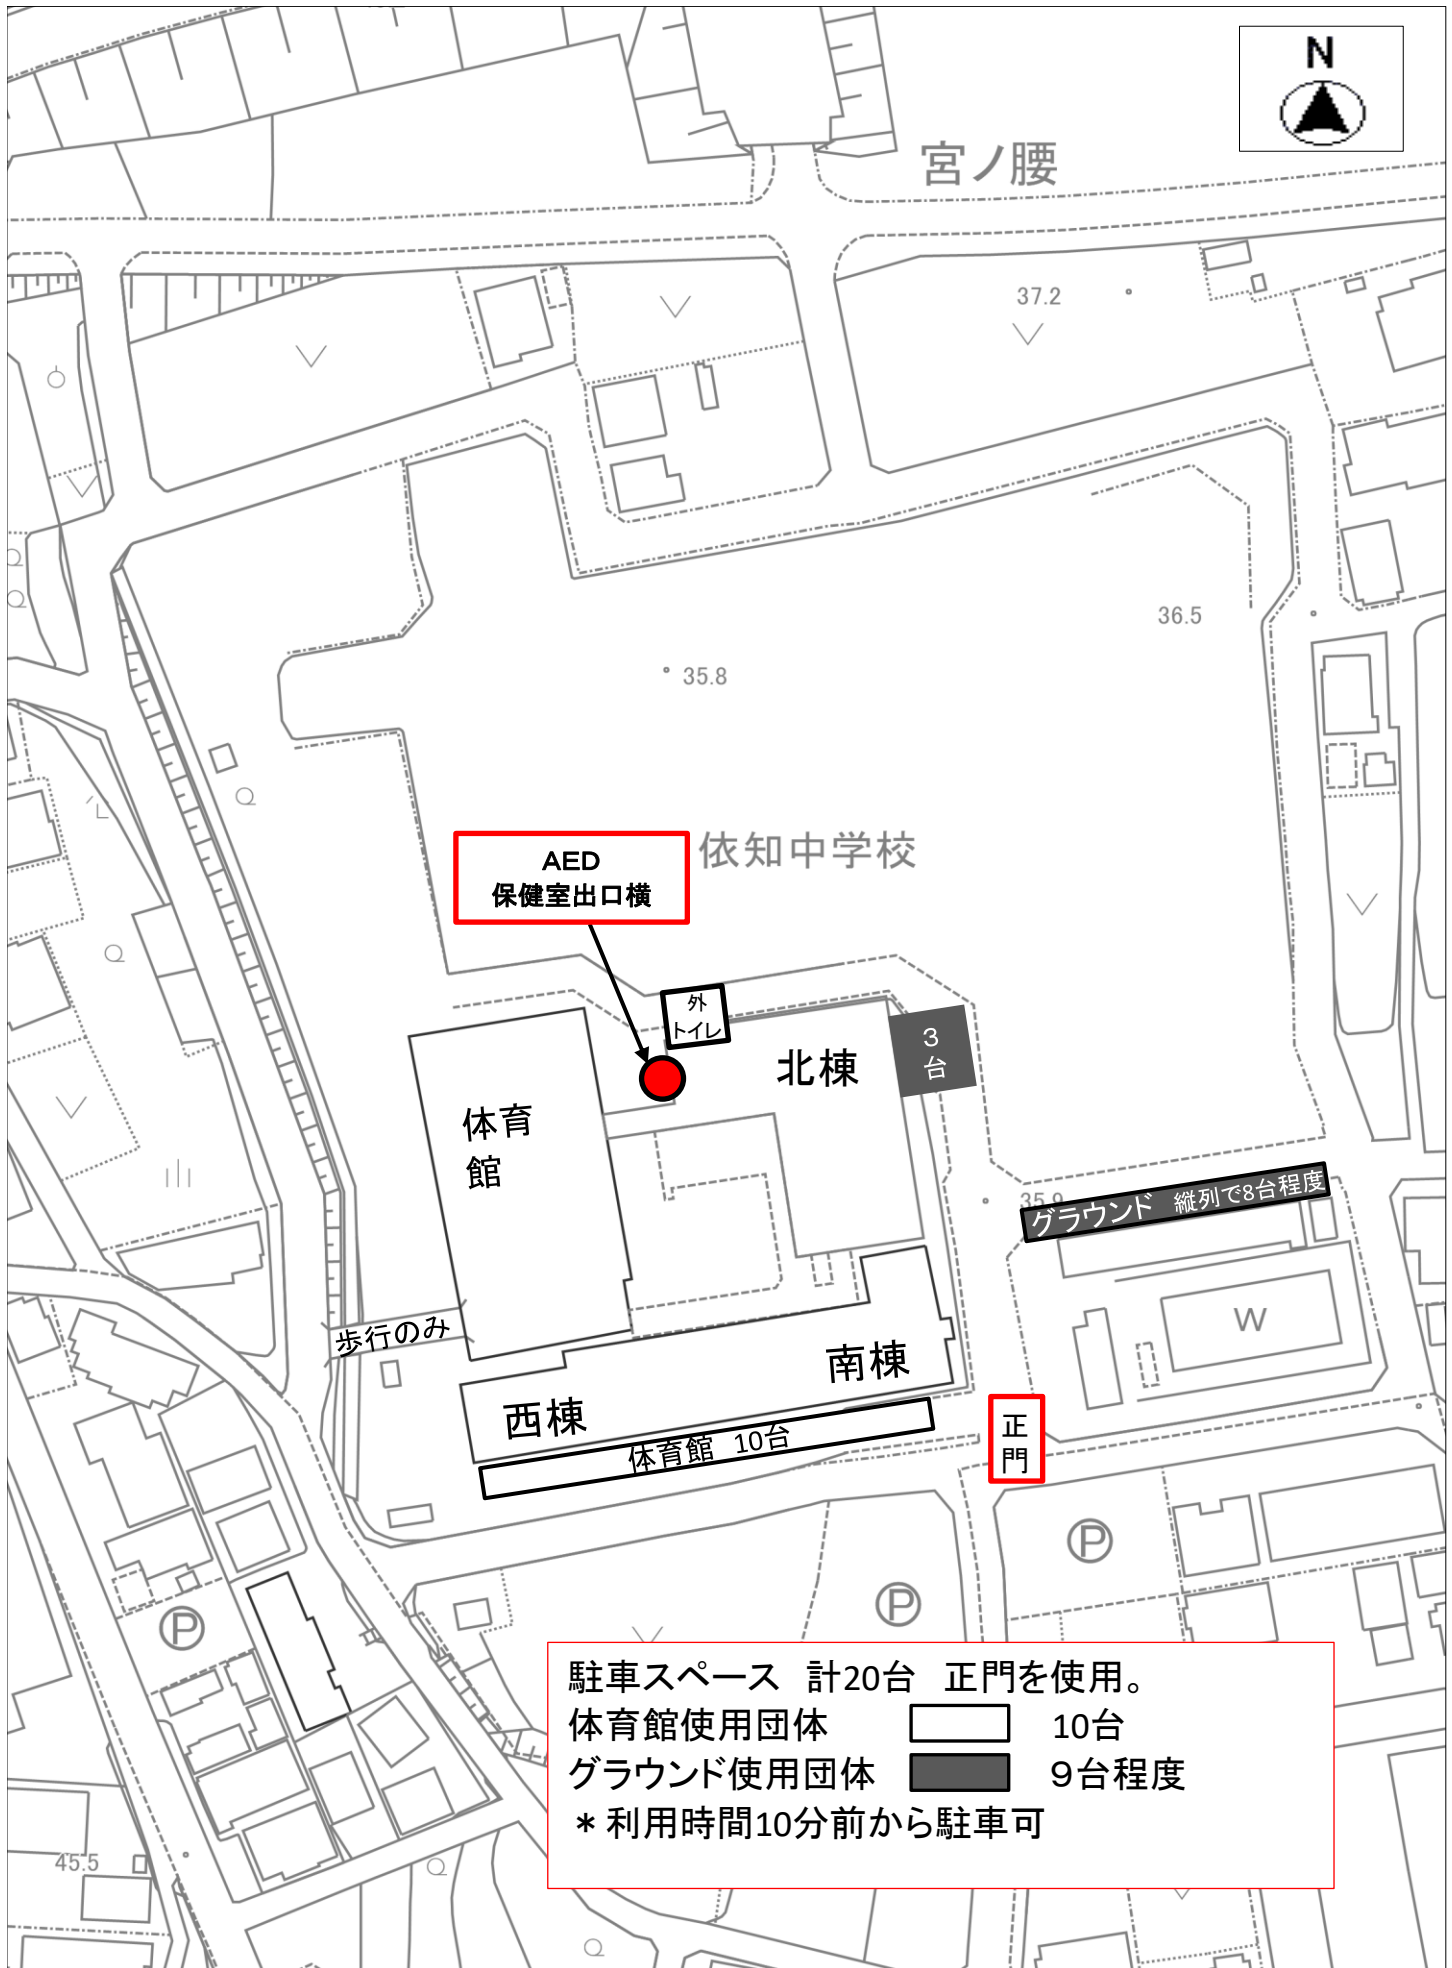 N
宮ノ腰
37.2
36.5
35.8
依知中学校
AED
保健室出口横
外
トイレ
3
台
北棟
体育
館
35.9
グラウンド 縦列で8台程度
歩行のみ
W
南棟
西棟
体育館 10台
正
門
P
P
P
駐車スペース 計20台 正門を使用。
体育館使用団体 10台
グラウンド使用団体 9台程度
＊利用時間10分前から駐車可
45.5